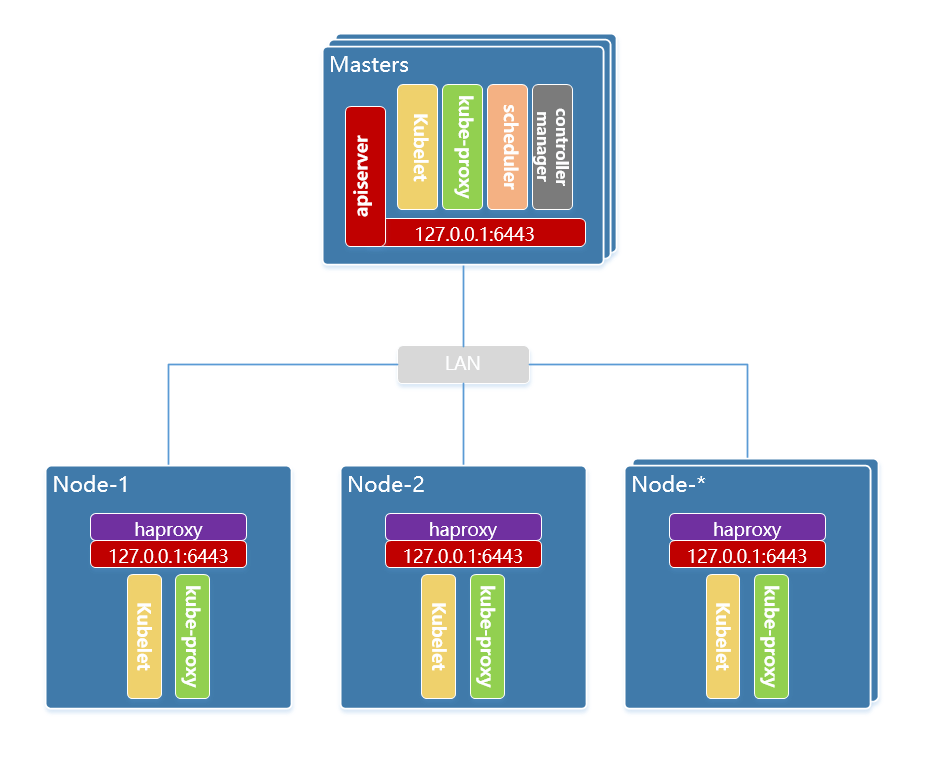 Masters
apiserver
Kubelet
kube-proxy
scheduler
controller
manager
127.0.0.1:6443
LAN
Node-1
haproxy
127.0.0.1:6443
Kubelet
kube-proxy
Node-2
haproxy
127.0.0.1:6443
Kubelet
kube-proxy
Node-*
haproxy
127.0.0.1:6443
Kubelet
kube-proxy